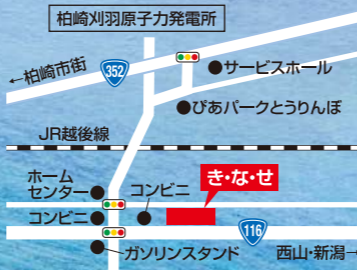 柏崎刈羽原子力発電所
←柏崎市街
352
●サービスホール
●ぴあパークとうりんぼ
JR越後線
ホーム
センター●
コンビニ
き・な・せ
コンビニ●
116
●ガソリンスタンド
西山・新潟→